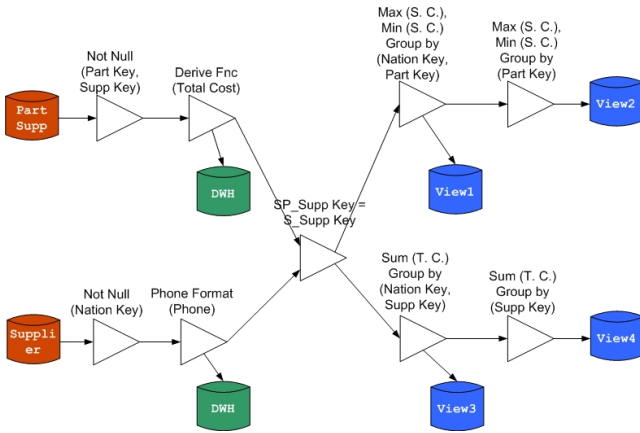 Not Null
(Part Key,
Supp Key)
Derive Fnc
(Total Cost)
Max (S. C.),
Min (S. C.)
Group by
(Nation Key,
Part Key)
Max (S. C.),
Min (S. C.)
Group by
(Part Key)
Part
Supp
View2
DWH
View1
SP_Supp Key =
S_Supp Key
Not Null
(Nation Key)
Phone Format
(Phone)
Sum (T. C.)
Group by
(Nation Key,
Supp Key)
Sum (T. C.)
Group by
(Supp Key)
Suppli
er
View4
DWH
View3